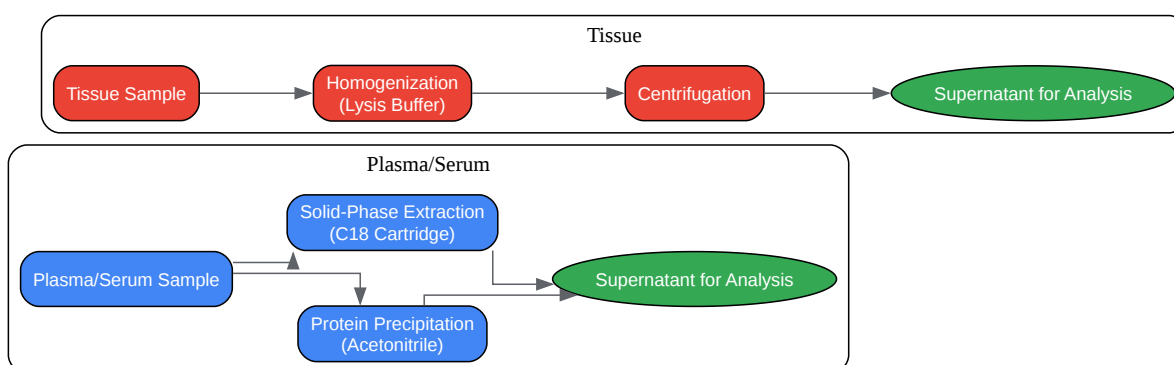 Tissue
Tissue Sample
Homogenization
(Lysis Buffer)
Centrifugation
Supernatant for Analysis
Plasma/Serum
Solid-Phase Extraction
(C18 Cartridge)
Plasma/Serum Sample
Supernatant for Analysis
Protein Precipitation
(Acetonitrile)